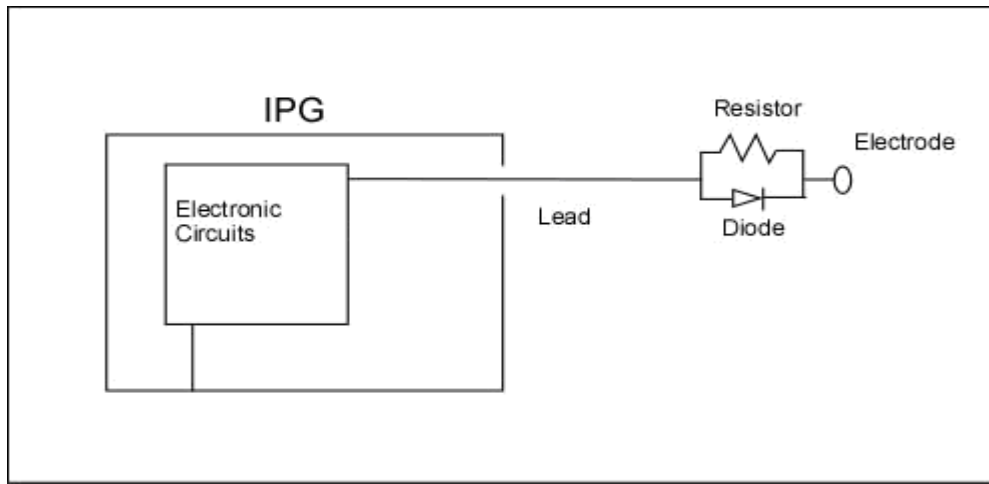 IPG
Resistor
Electrode
Electronic
Circuits
Lead
Diode